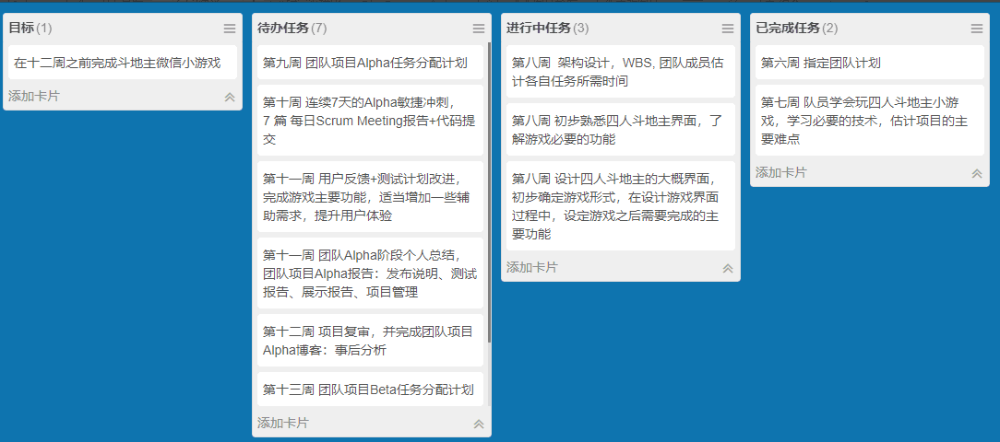 目标(1)
在十二周之前完成斗地主微信小游戏
添加卡片
待办任务(7)
第九周 团队项目Alpha任务分配计划
第十周 连续7天的Alpha敏捷冲刺，
7 篇 每日Scrum Meeting报告+代码提
交
第十一周 用户反馈+测试计划改进，
完成游戏主要功能，适当增加一些辅
助需求，提升用户体验
第十一周 团队Alpha阶段个人总结，
团队项目Alpha报告：发布说明、测试
报告、展示报告、项目管理
第十二周 项目复审，并完成团队项目
Alpha博客：事后分析
第十三周 团队项目Beta任务分配计划
添加卡片
进行中任务(3)
第八周  架构设计，WBS, 团队成员估
计各自任务所需时间
第八周 初步熟悉四人斗地主界面，了
解游戏必要的功能
第八周 设计四人斗地主的大概界面，
初步确定游戏形式，在设计游戏界面
过程中，设定游戏之后需要完成的主
要功能
添加卡片
已完成任务(2)
第六周 指定团队计划
第七周 队员学会玩四人斗地主小游
戏，学习必要的技术，估计项目的主
要难点
添加卡片